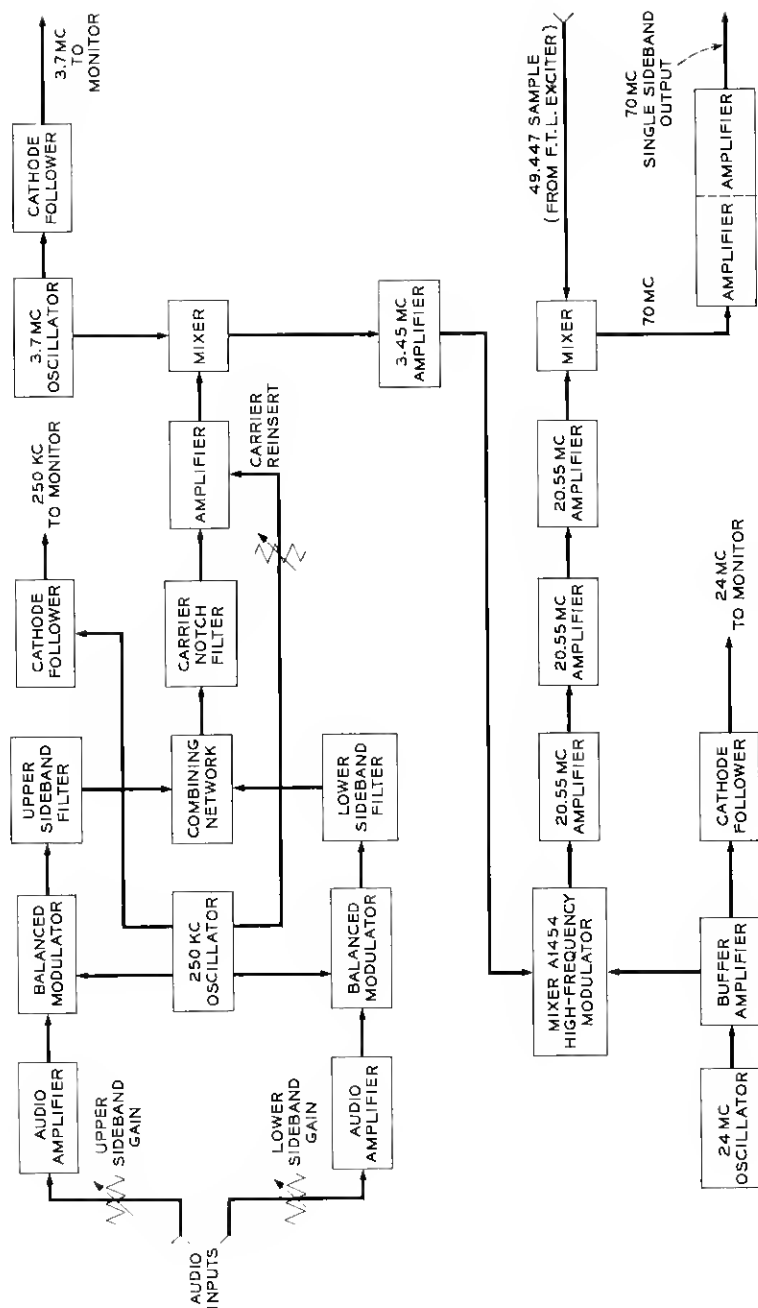 AUDIO
INPUTS
UPPER
SIDEBAND
GAIN
LOWER
SIDEBAND
GAIN
AUDIO
AMPLIFIER
AUDIO
AMPLIFIER
BALANCED
MODULATOR
250 KC
OSCILLATOR
BALANCED
MODULATOR
UPPER
SIDEBAND
FILTER
COMBINING
NETWORK
LOWER
SIDEBAND
FILTER
CATHODE
FOLLOWER
250 KC
TO MONITOR
CARRIER
NOTCH
FILTER
AMPLIFIER
CARRIER
REINSERT
3.7 MC
OSCILLATOR
CATHODE
FOLLOWER
3.7 MC
TO
MONITOR
MIXER
3.45 MC
AMPLIFIER
24 MC
OSCILLATOR
BUFFER
AMPLIFIER
CATHODE
FOLLOWER
24 MC
TO MONITOR
MIXER A1454
HIGH-FREQUENCY
MODULATOR
20.55 MC
AMPLIFIER
20.55 MC
AMPLIFIER
20.55 MC
AMPLIFIER
MIXER
49.447 SAMPLE
(FROM F.T.L. EXCITER)
70 MC
AMPLIFIER
AMPLIFIER
70 MC
SINGLE SIDEBAND
OUTPUT